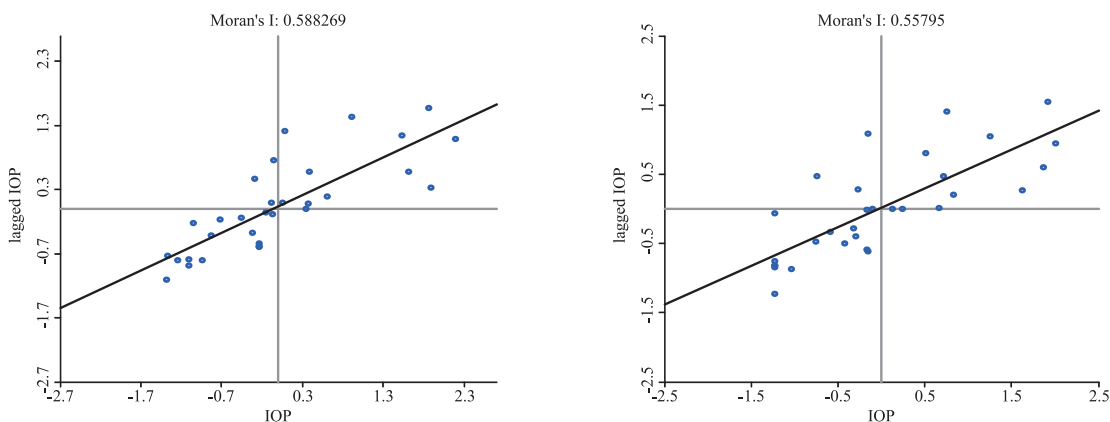 Moran's I: 0.588269
2.3
1.3
0.3
-0.7
-1.7
-2.7
lagged IOP
-2.7 -1.7 -0.7 0.3 1.3 2.3
IOP
Moran's I: 0.55795
2.5
1.5
0.5
-0.5
-1.5
-2.5
lagged IOP
-2.5 -1.5 -0.5 0.5 1.5 2.5
IOP